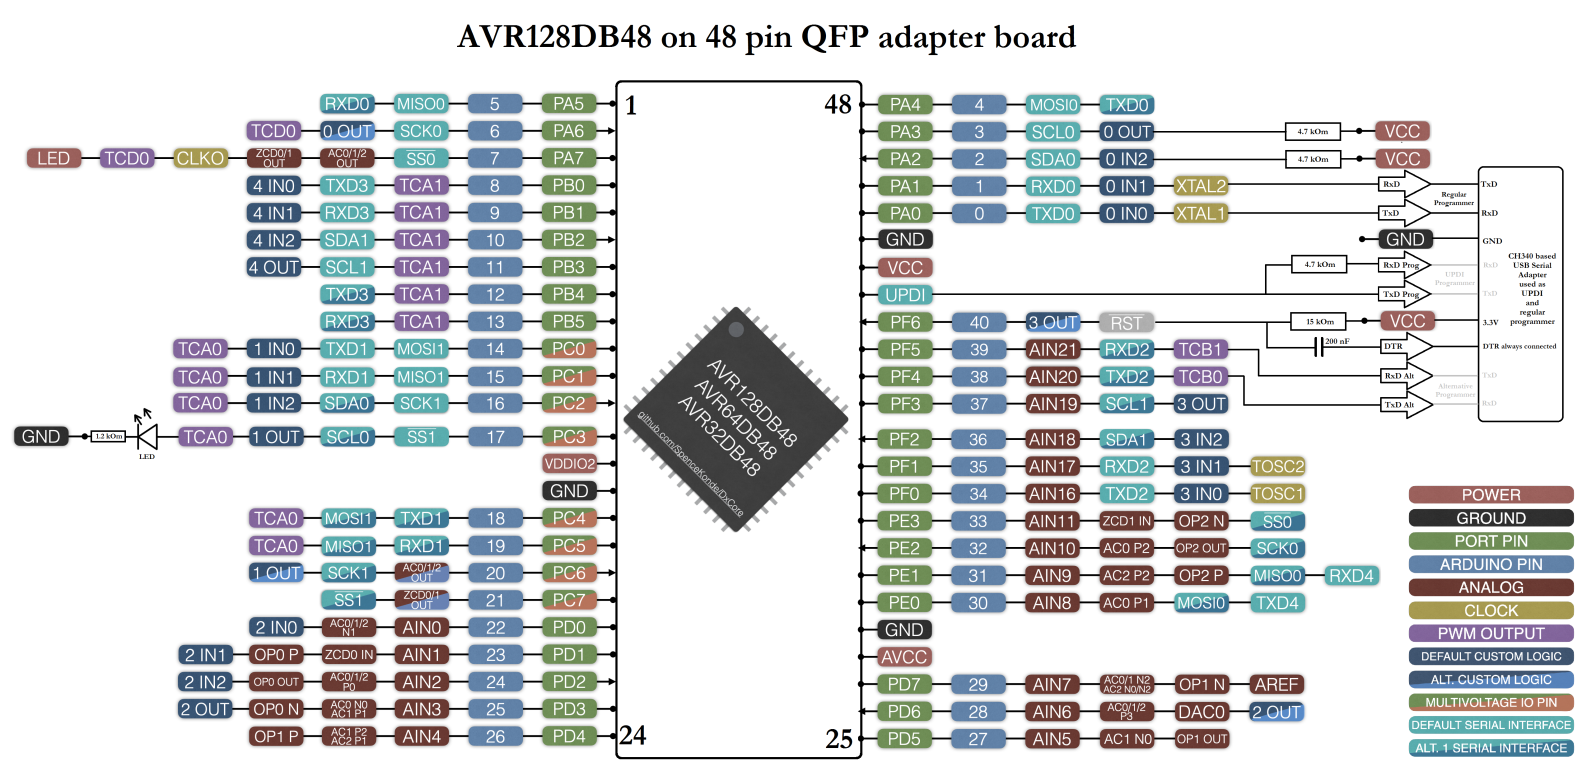 AVR128DB48 on 48 pin QFP adapter board
RXD0 MISO0 5 PA5 1 48 PA4 4 MOSI0 TXD0
TCD0 0 OUT SCK0 6 PA6 PA3 3 SCL0 0 OUT 4.7 kOm VCC
LED TCD0 CLKO ZCD0/1 OUT AC0/1/2 OUT SS0 7 PA7 PA2 2 SDA0 0 IN2 4.7 kOm VCC
4 IN0 TXD3 TCA1 8 PB0 PA1 1 RXD0 0 IN1 XTAL2 RxD TxD
Regular Programmer
4 IN1 RXD3 TCA1 9 PB1 PA0 0 TXD0 0 IN0 XTAL1 TxD RxD
4 IN2 SDA1 TCA1 10 PB2 GND GND GND
4 OUT SCL1 TCA1 11 PB3 VCC 4.7 kOm RxD Prog RxD
UPDI Programmer
TXD3 TCA1 12 PB4 UPDI TxD Prog TxD
CH340 based
USB Serial
Adapter
used as
UPDI
and
regular
programmer
RXD3 TCA1 13 PB5 PF6 40 3 OUT RST 15 kOm VCC 3.3V
TCA0 1 IN0 TXD1 MOSI1 14 PC0 PF5 39 AIN21 RXD2 TCB1 200 nF DTR DTR always connected
TCA0 1 IN1 RXD1 MISO1 15 PC1 PF4 38 AIN20 TXD2 TCB0 RxD Alt TxD
Alternative Programmer
TCA0 1 IN2 SDA0 SCK1 16 PC2 PF3 37 AIN19 SCL1 3 OUT TxD Alt RxD
GND 1.2 kOm LED TCA0 1 OUT SCL0 SS1 17 PC3 PF2 36 AIN18 SDA1 3 IN2
AVR128DB48
AVR64DB48
AVR32DB48
github.com/SpenceKonde/DxCore
VDDIO2 PF1 35 AIN17 RXD2 3 IN1 TOSC2
GND PF0 34 AIN16 TXD2 3 IN0 TOSC1
TCA0 MOSI1 TXD1 18 PC4 PE3 33 AIN11 ZCD1 IN OP2 N SS0
TCA0 MISO1 RXD1 19 PC5 PE2 32 AIN10 AC0 P2 OP2 OUT SCK0
1 OUT SCK1 AC0/1/2 OUT 20 PC6 PE1 31 AIN9 AC2 P2 OP2 P MISO0 RXD4
SS1 ZCD0/1 OUT 21 PC7 PE0 30 AIN8 AC0 P1 MOSI0 TXD4
2 IN0 AC0/1/2 N1 AIN0 22 PD0 GND
2 IN1 OP0 P ZCD0 IN AIN1 23 PD1 AVCC
2 IN2 OP0 OUT AC0/1/2 P0 AIN2 24 PD2 PD7 29 AIN7 AC0/1 N2 AC2 N0/N2 OP1 N AREF
2 OUT OP0 N AC0 N0 AC1 P1 AIN3 25 PD3 PD6 28 AIN6 AC0/1/2 P3 DAC0 2 OUT
OP1 P AC1 P2 AC2 P1 AIN4 26 PD4 24 25 PD5 27 AIN5 AC1 N0 OP1 OUT
POWER
GROUND
PORT PIN
ARDUINO PIN
ANALOG
CLOCK
PWM OUTPUT
DEFAULT CUSTOM LOGIC
ALT. CUSTOM LOGIC
MULTIVOLTAGE IO PIN
DEFAULT SERIAL INTERFACE
ALT. 1 SERIAL INTERFACE